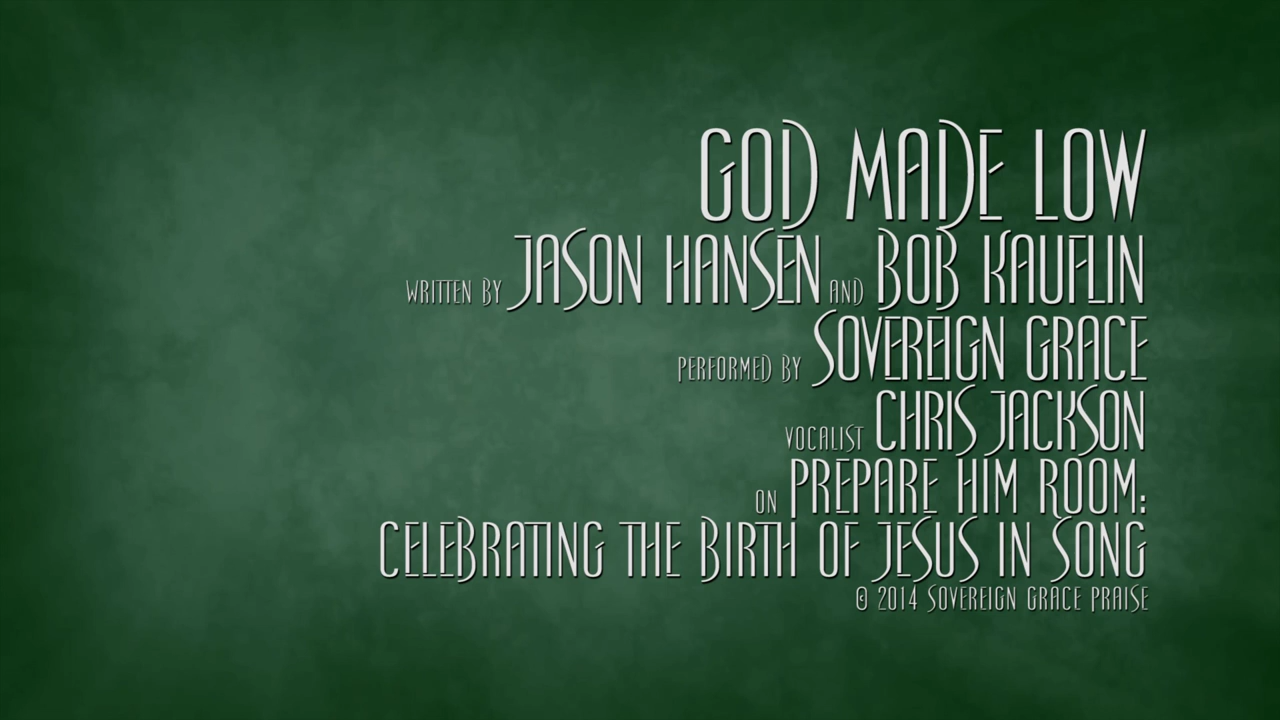 GOD MADE LOW
WRITTEN BY JASON HANSEN AND BOB KAUFLIN
PERFORMED BY SOVEREIGN GRACE
VOCALIST CHRIS JACKSON
ON PREPARE HIM ROOM:
CELEBRATING THE BIRTH OF JESUS IN SONG
© 2014 SOVEREIGN GRACE PRAISE